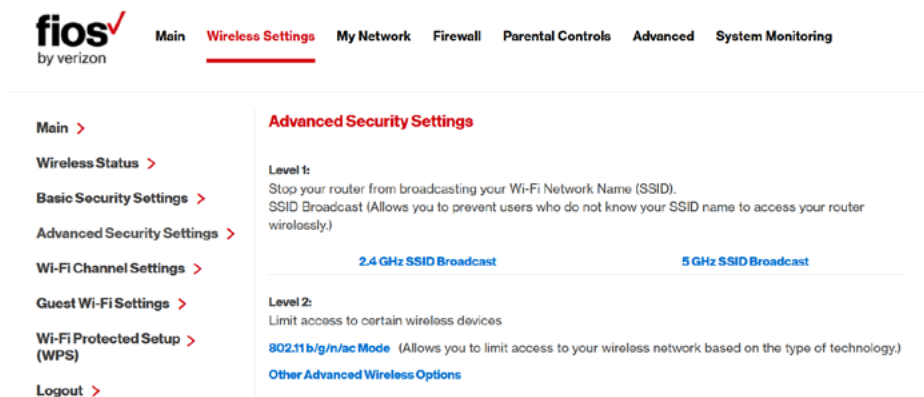 fios
by verizon
Main Wireless Settings My Network Firewall Parental Controls Advanced System Monitoring
Main >
Wireless Status >
Basic Security Settings >
Advanced Security Settings >
Wi-Fi Channel Settings >
Guest Wi-Fi Settings >
Wi-Fi Protected Setup >
(WPS)
Logout >
Advanced Security Settings
Level 1:
Stop your router from broadcasting your Wi-Fi Network Name (SSID).
SSID Broadcast (Allows you to prevent users who do not know your SSID name to access your router
wirelessly.)
2.4 GHz SSID Broadcast 5 GHz SSID Broadcast
Level 2:
Limit access to certain wireless devices
802.11 b/g/n/ac Mode (Allows you to limit access to your wireless network based on the type of technology.)
Other Advanced Wireless Options